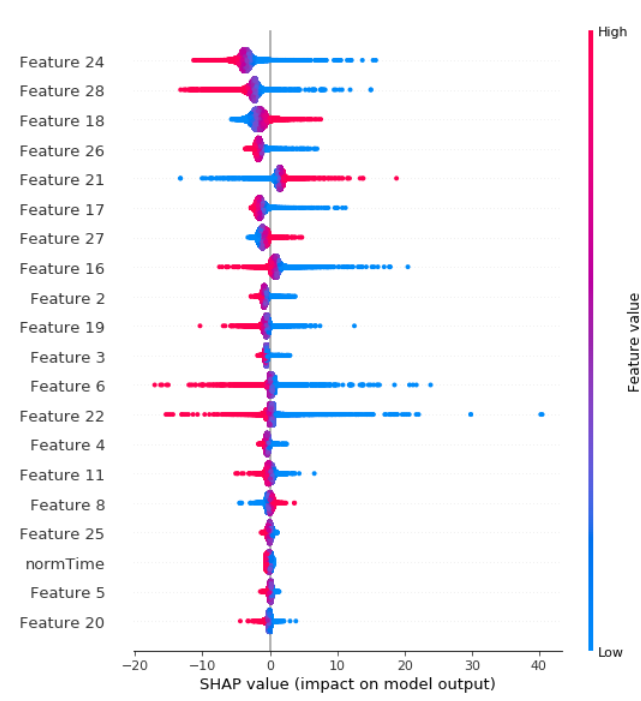 High
Feature 24
Feature 28
Feature 18
Feature 26
Feature 21
Feature 17
Feature 27
Feature 16
Feature 2
Feature 19
Feature 3
Feature 6
Feature 22
Feature 4
Feature 11
Feature 8
Feature 25
normTime
Feature 5
Feature 20
Feature value
Low
−20 −10 0 10 20 30 40
SHAP value (impact on model output)